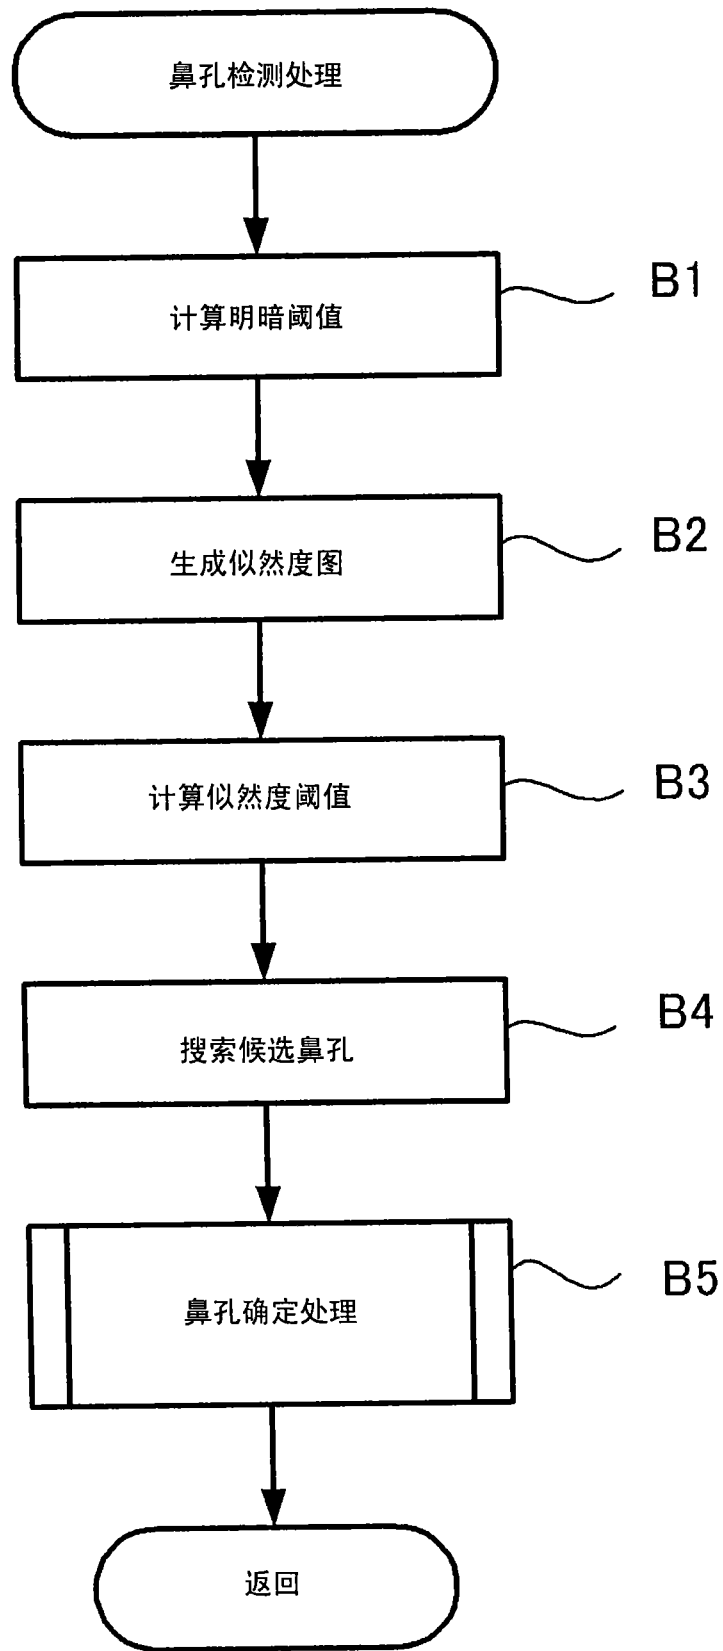 鼻孔检测处理
计算明暗阈值
B1
生成似然度图
B2
计算似然度阈值
B3
搜索候选鼻孔
B4
鼻孔确定处理
B5
返回